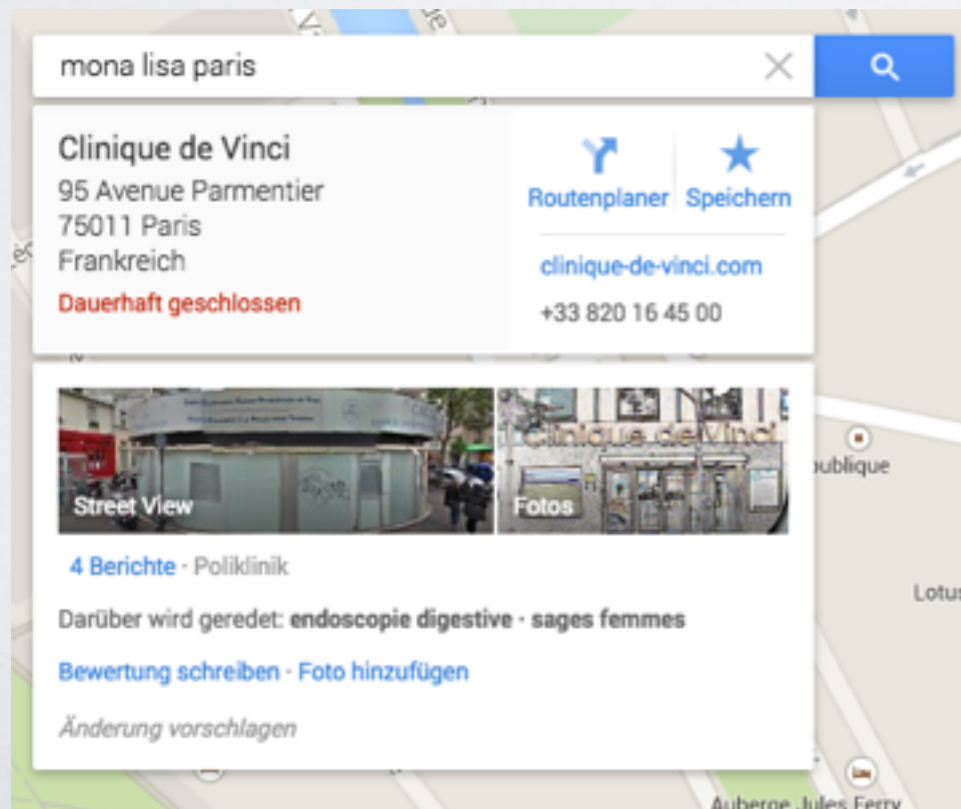 mona lisa paris
Clinique de Vinci
95 Avenue Parmentier
75011 Paris
Frankreich
Dauerhaft geschlossen
Routenplaner
Speichern
clinique-de-vinci.com
+33 820 16 45 00
Clinique de Vinci
Street View
Fotos
4 Berichte · Poliklinik
Darüber wird geredet: endoscopie digestive · sages femmes
Bewertung schreiben · Foto hinzufügen
Änderung vorschlagen
publique
Lotus
Auberge Jules Ferry